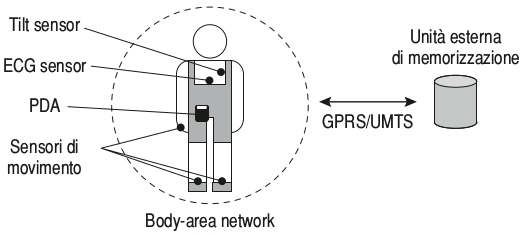 Tilt sensor
ECG sensor
PDA
Sensori di
movimento
Body-area network
GPRS/UMTS
Unità esterna
di memorizzazione